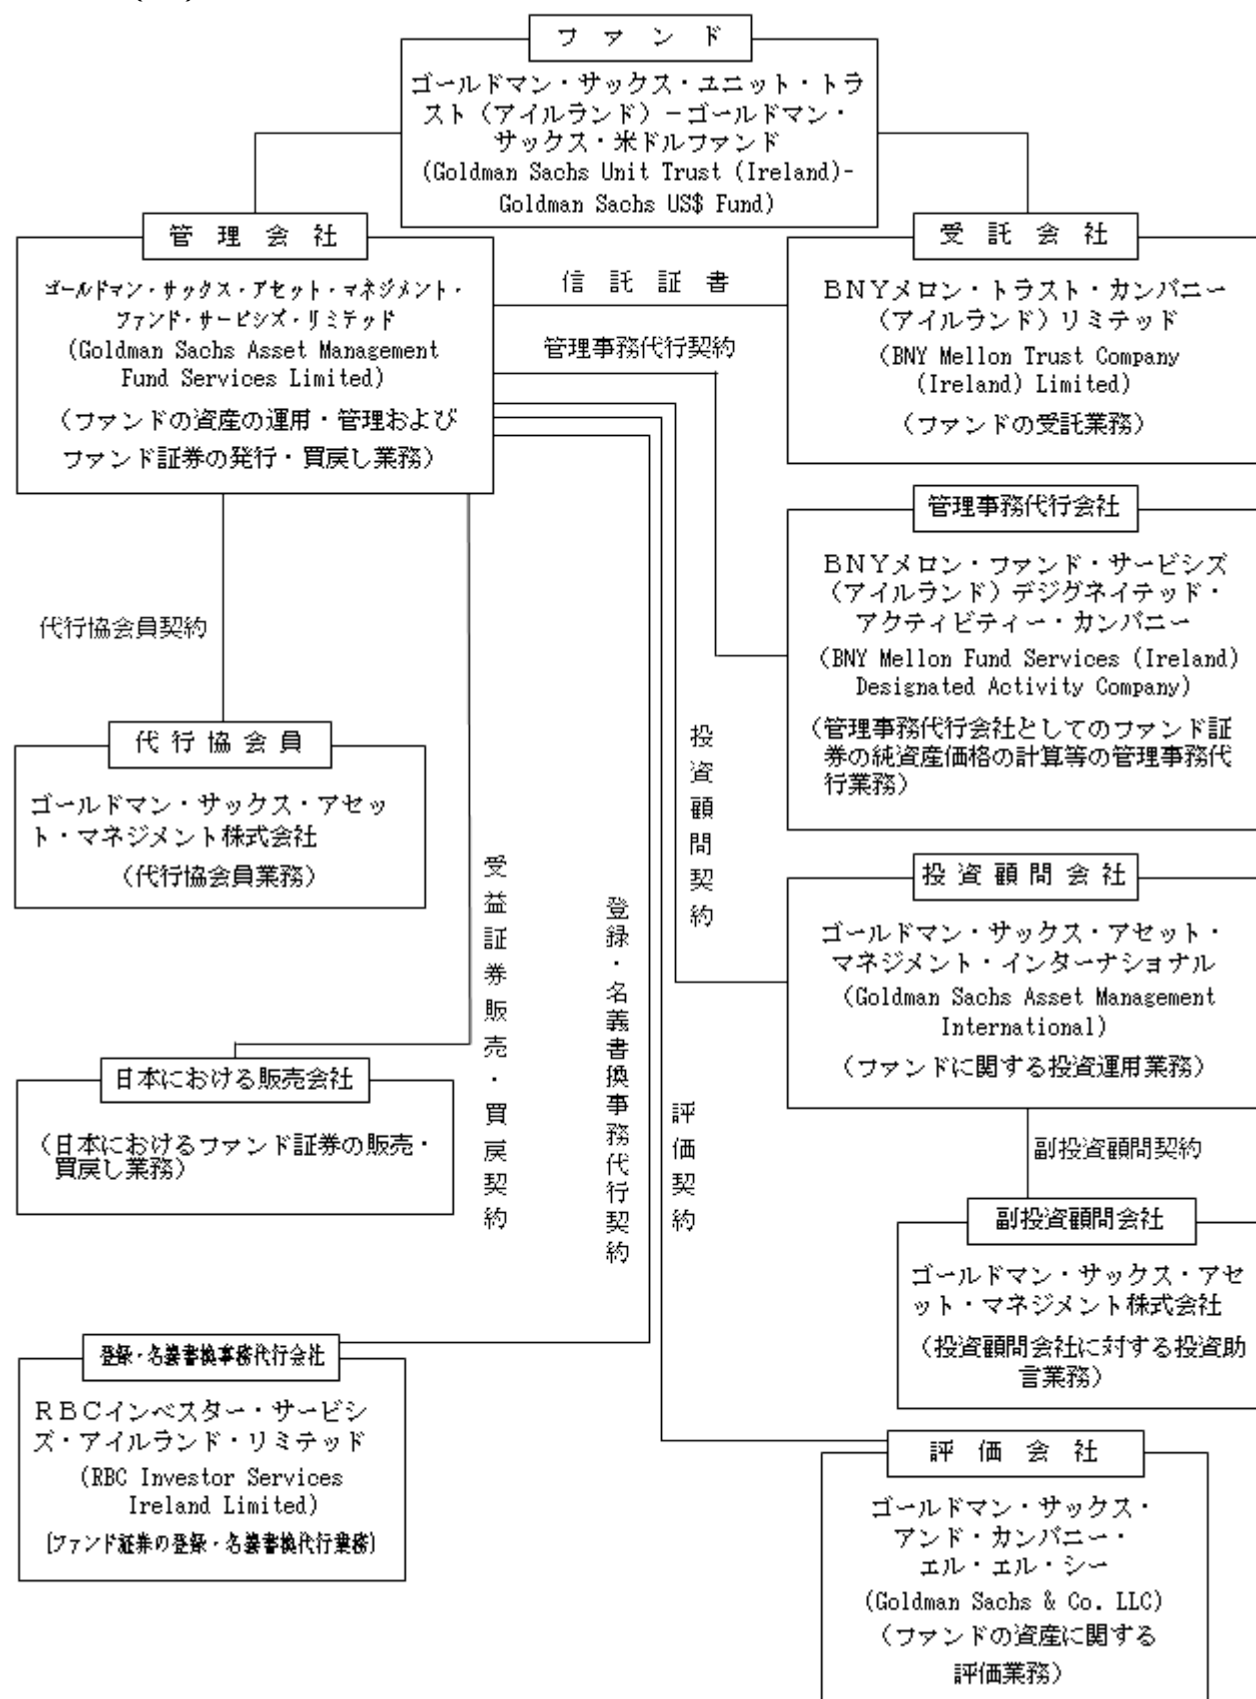 フ ァ ン ド
ゴールドマン・サックス・ユニット・トラ
スト（アイルランド）－ゴールドマン・
サックス・米ドルファンド
(Goldman Sachs Unit Trust (Ireland)-
Goldman Sachs US$ Fund)
管 理 会 社
ゴールドマン・サックス・アセット・マネジメント・
ファンド・サービシズ・リミテッド
(Goldman Sachs Asset Management
Fund Services Limited)
（ファンドの資産の運用・管理および
ファンド証券の発行・買戻し業務）
信 託 証 書
管理事務代行契約
受 託 会 社
ＢＮＹメロン・トラスト・カンパニー
（アイルランド）リミテッド
(BNY Mellon Trust Company
(Ireland) Limited)
（ファンドの受託業務）
管理事務代行会社
ＢＮＹメロン・ファンド・サービシズ
（アイルランド）デジグネイテッド・
アクティビティー・カンパニー
(BNY Mellon Fund Services (Ireland)
Designated Activity Company)
（管理事務代行会社としてのファンド証
券の純資産価格の計算等の管理事務代
行業務）
代行協会員契約
代 行 協 会 員
ゴールドマン・サックス・アセッ
ト・マネジメント株式会社
（代行協会員業務）
受益証券販売・買戻契約
登録・名義書換事務代行契約
投資顧問契約
評価契約
投 資 顧 問 会 社
ゴールドマン・サックス・アセット・
マネジメント・インターナショナル
(Goldman Sachs Asset Management
International)
（ファンドに関する投資運用業務）
日本における販売会社
（日本におけるファンド証券の販売・
買戻し業務）
副投資顧問契約
副投資顧問会社
ゴールドマン・サックス・アセ
ット・マネジメント株式会社
（投資顧問会社に対する投資助
言業務）
登録・名義書換事務代行会社
ＲＢＣインベスター・サービシ
ズ・アイルランド・リミテッド
(RBC Investor Services
Ireland Limited)
（ファンド証券の登録・名義書換代行業務）
評 価 会 社
ゴールドマン・サックス・
アンド・カンパニー・
エル・エル・シー
(Goldman Sachs & Co. LLC)
（ファンドの資産に関する
評価業務）